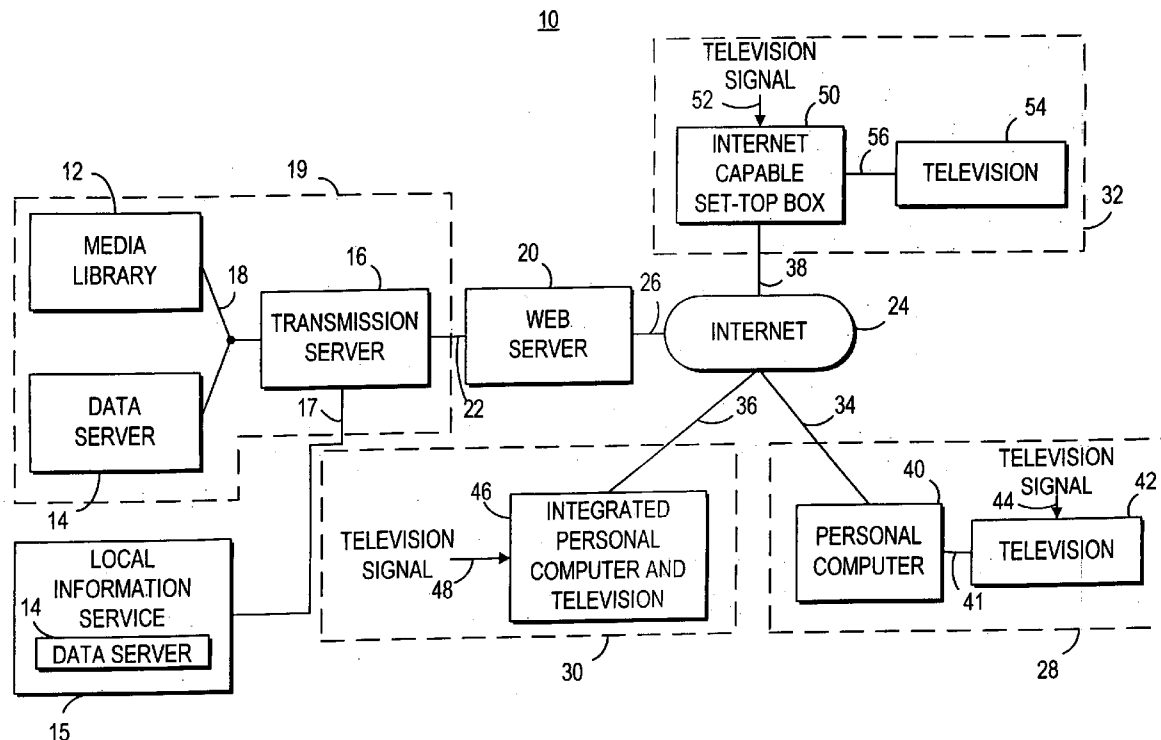 10
TELEVISION
SIGNAL
52
50
54
INTERNET
CAPABLE
SET-TOP BOX
56
TELEVISION
32
38
12
19
MEDIA
LIBRARY
18
16
TRANSMISSION
SERVER
20
WEB
SERVER
26
INTERNET
24
DATA
SERVER
17
22
36
34
14
TELEVISION
SIGNAL
44
42
40
PERSONAL
COMPUTER
41
TELEVISION
28
46
TELEVISION
SIGNAL
48
INTEGRATED
PERSONAL
COMPUTER AND
TELEVISION
30
LOCAL
INFORMATION
SERVICE
14
DATA SERVER
15